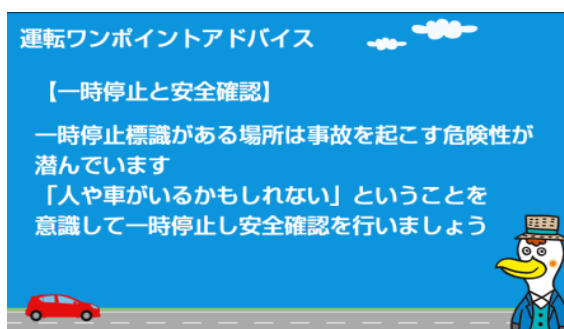 運転ワンポイントアドバイス
【一時停止と安全確認】
一時停止標識がある場所は事故を起こす危険性が
潜んでいます
「人や車がいるかもしれない」ということを
意識して一時停止し安全確認を行いましょう